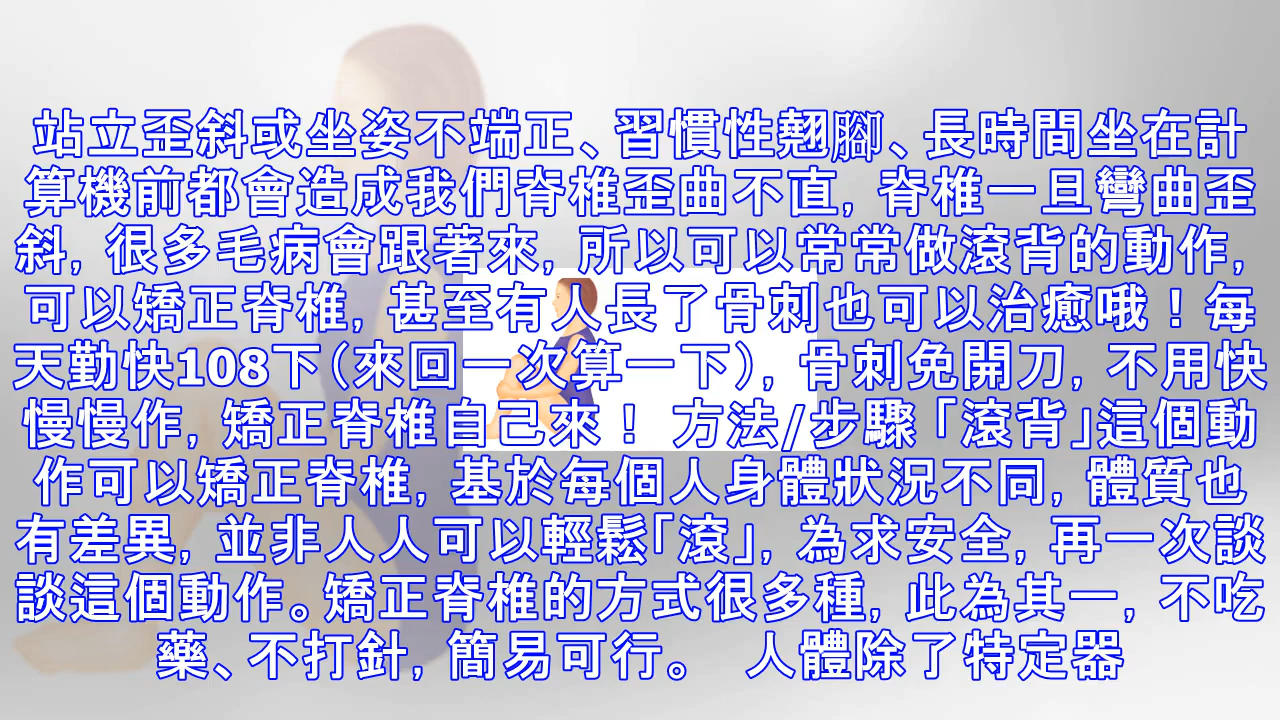 站立歪斜或坐姿不端正、習慣性翹腳、長時間坐在計
算機前都會造成我們脊椎歪曲不直, 脊椎一旦彎曲歪
斜, 很多毛病會跟著來, 所以可以常常做滾背的動作,
可以矯正脊椎, 甚至有人長了骨刺也可以治癒哦！每
天勤快108下（來回一次算一下）, 骨刺免開刀, 不用快
慢慢作, 矯正脊椎自己來！ 方法/步驟「滾背」這個動
作可以矯正脊椎, 基於每個人身體狀況不同, 體質也
有差異, 並非人人可以輕鬆「滾」, 為求安全, 再一次談
談這個動作。矯正脊椎的方式很多種, 此為其一, 不吃
藥、不打針, 簡易可行。 人體除了特定器